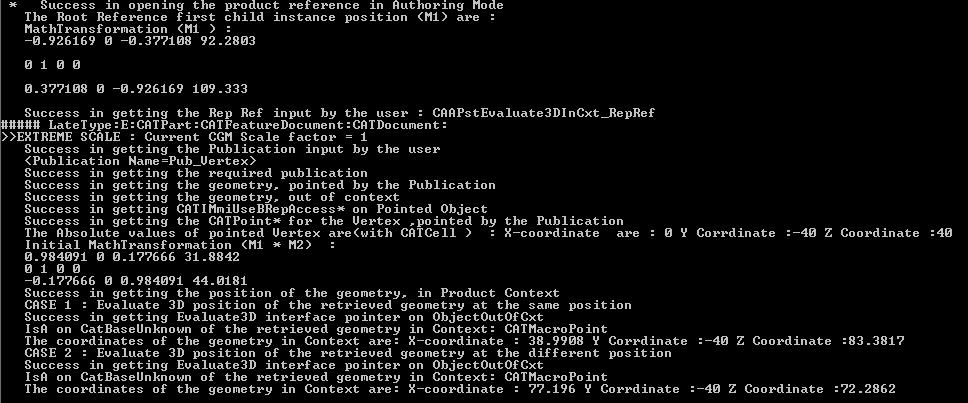 *   Success in opening the product reference in Authoring Mode
The Root Reference first child instance position (M1) are :
MathTransformation (M1 ) :
-0.926169 0 -0.377108 92.2803
0 1 0 0
0.377108 0 -0.926169 109.333
Success in getting the Rep Ref input by the user : CAAPstEvaluate3DInCxt_RepRef
##### LateType:E:CATPart:CATFeatureDocument:CATDocument:
>>EXTREME SCALE : Current CGM Scale factor = 1
Success in getting the Publication input by the user
<Publication Name=Pub_Vertex>
Success in getting the required publication
Success in getting the geometry, pointed by the Publication
Success in getting the geometry, out of context
Success in getting CATIMmiUseBRepAccess* on Pointed Object
Success in getting the CATPoint* for the Vertex ,pointed by the Publication
The Absolute values of pointed Vertex are(with CATCell )  : X-coordinate  are : 0 Y Corrdinate :-40 Z Coordinate :40
Initial MathTransformation (M1 * M2)  :
0.984091 0 0.177666 31.8842
0 1 0 0
-0.177666 0 0.984091 44.0181
Success in getting the position of the geometry, in Product Context
CASE 1 : Evaluate 3D position of the retrieved geometry at the same position
Success in getting Evaluate3D interface pointer on ObjectOutOfCxt
IsA on CatBaseUnknown of the retrieved geometry in Context: CATMacroPoint
The coordinates of the geometry in Context are: X-coordinate : 38.9908 Y Corrdinate :-40 Z Coordinate :83.3817
CASE 2 : Evaluate 3D position of the retrieved geometry at the different position
Success in getting Evaluate3D interface pointer on ObjectOutOfCxt
IsA on CatBaseUnknown of the retrieved geometry in Context: CATMacroPoint
The coordinates of the geometry in Context are: X-coordinate : 77.196 Y Corrdinate :-40 Z Coordinate :72.2862